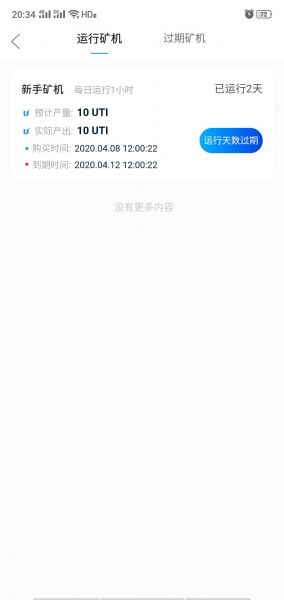 20:34 HD 72
运行矿机 过期矿机
新手矿机 每日运行1小时 已运行2天
预计产量: 10 UTI
实际产出: 10 UTI
运行天数过期
购买时间: 2020.04.08 12:00:22
到期时间: 2020.04.12 12:00:22
没有更多内容